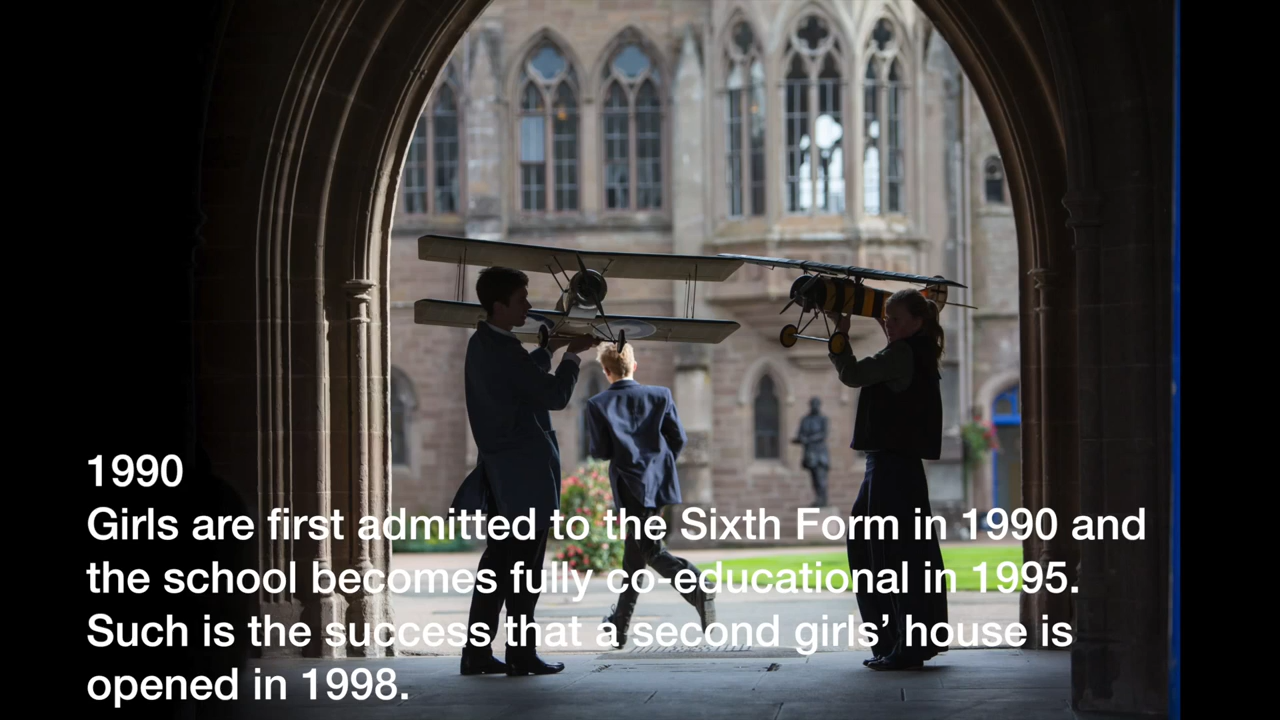 1990
Girls are first admitted to the Sixth Form in 1990 and
the school becomes fully co-educational in 1995.
Such is the success that a second girls’ house is
opened in 1998.